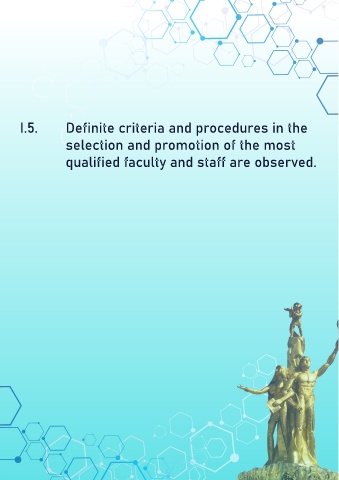 I.5. Definite criteria and procedures in the
selection and promotion of the most
qualified faculty and staff are observed.